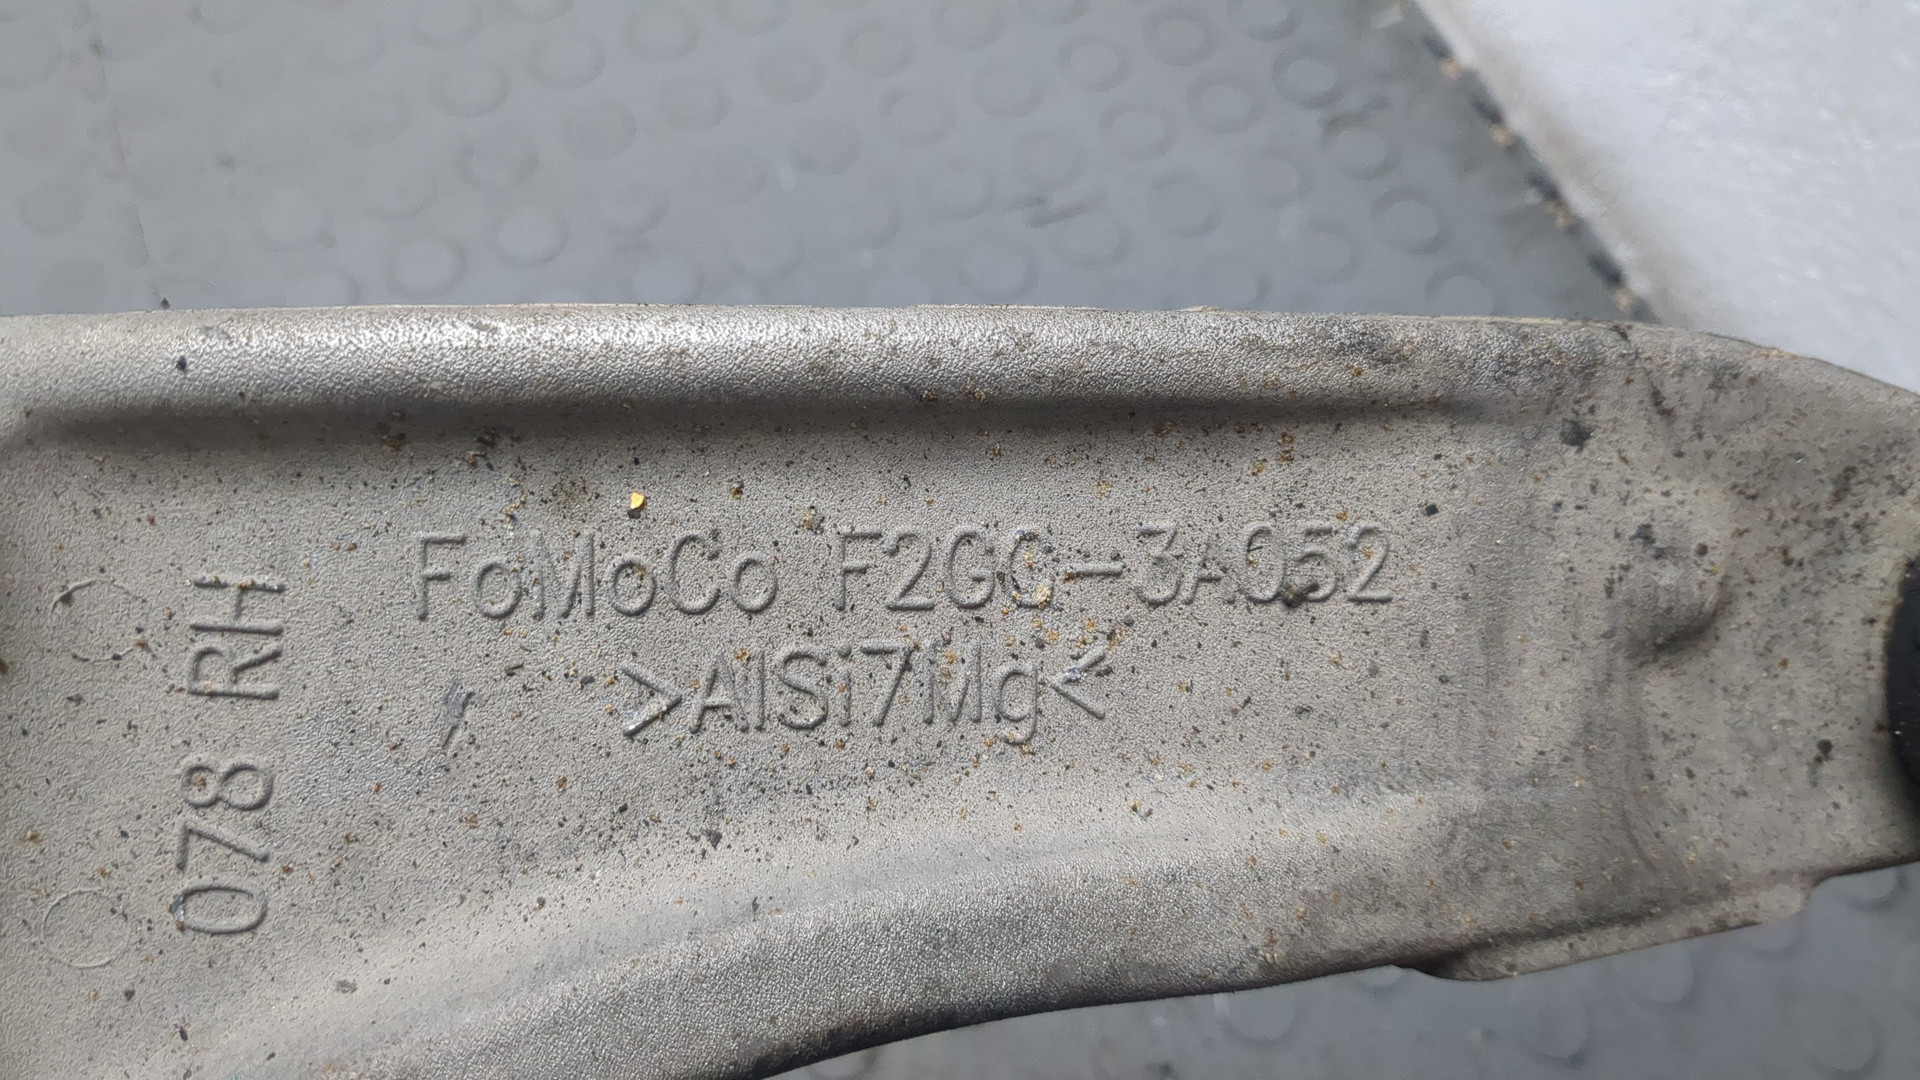 FoMoCo F2GC-3A052
>AlSi7Mg<
078 RH